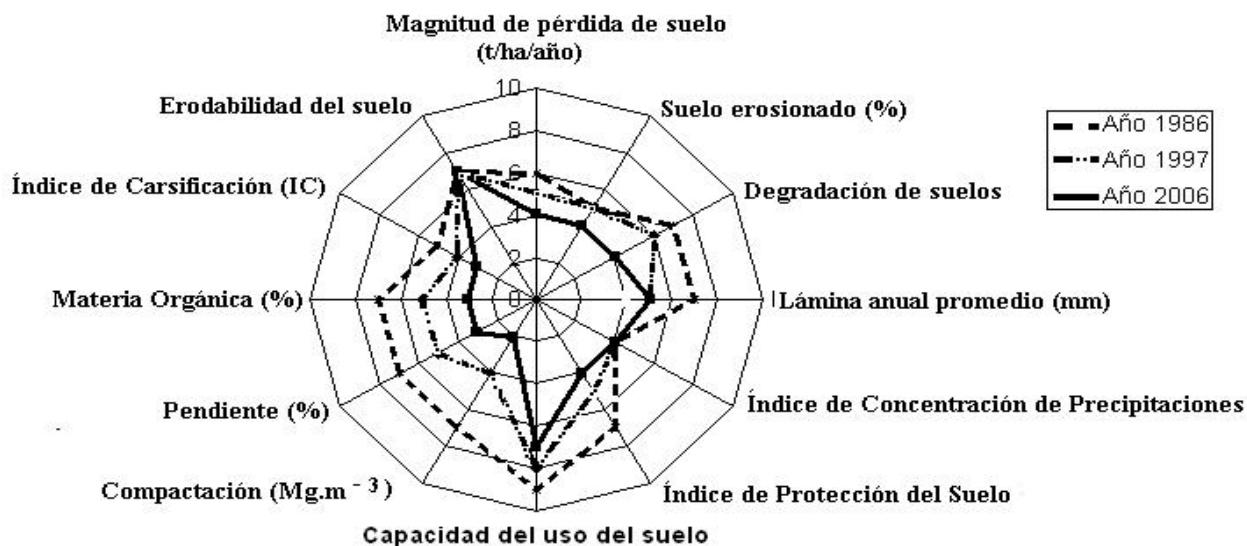 Magnitud de pérdida de suelo
(t/ha/año)
Erodabilidad del suelo
Suelo erosionado (%)
Índice de Carsificación (IC)
Degradación de suelos
Materia Orgánica (%)
Lámina anual promedio (mm)
Pendiente (%)
Índice de Concentración de Precipitaciones
Compactación (Mg.m⁻³)
Índice de Protección del Suelo
Capacidad del uso del suelo
10
8
6
4
2
0
Año 1986
Año 1997
Año 2006